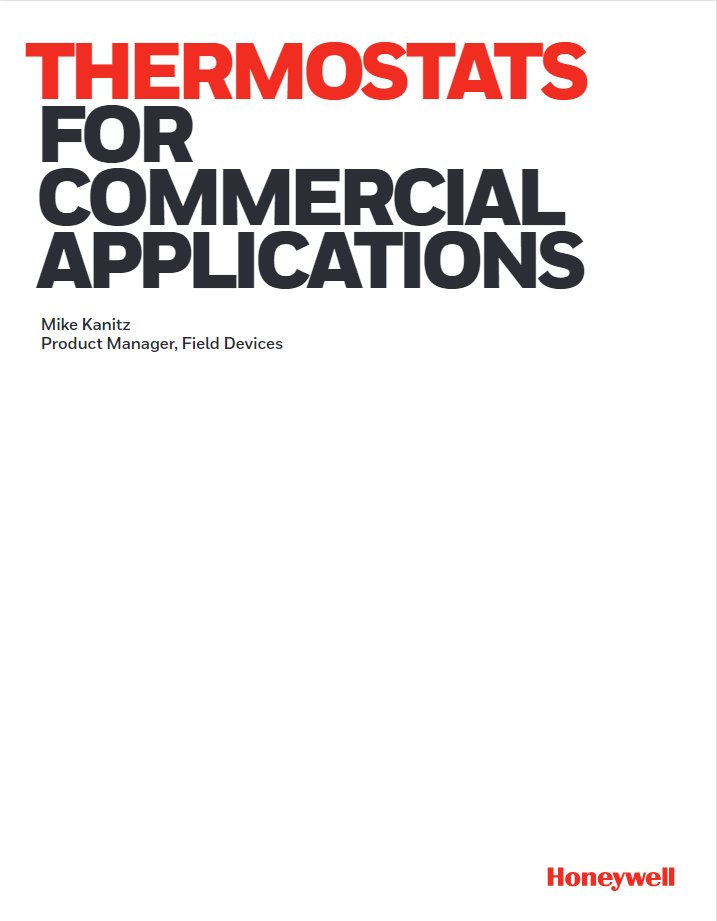 THERMOSTATS
FOR
COMMERCIAL
APPLICATIONS
Mike Kanitz
Product Manager, Field Devices
Honeywell